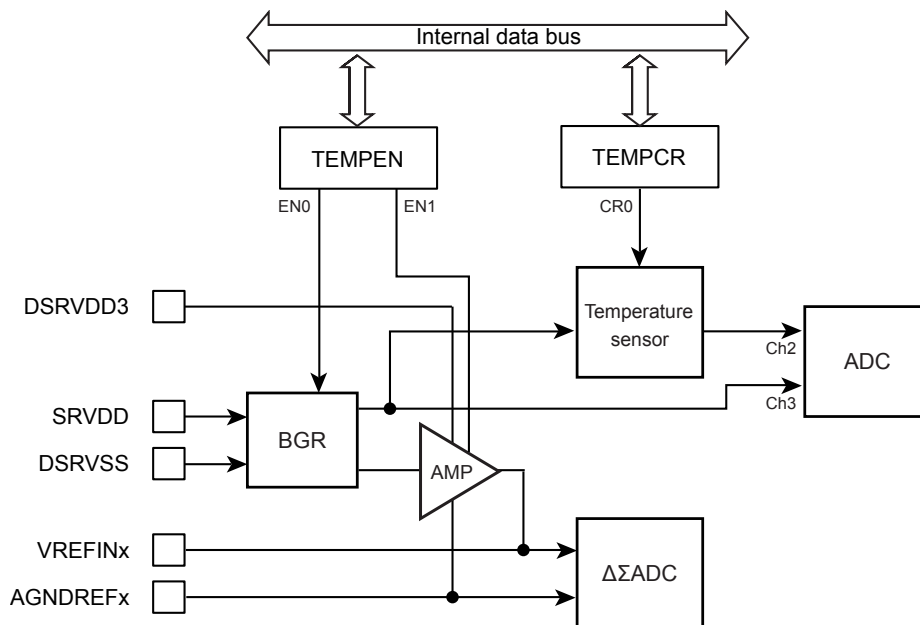 Internal data bus
TEMPEN
TEMPCR
EN0
EN1
CR0
DSRVDD3
Temperature
sensor
Ch2
ADC
Ch3
SRVDD
BGR
DSRVSS
AMP
VREFINx
ΔΣADC
AGNDREFx